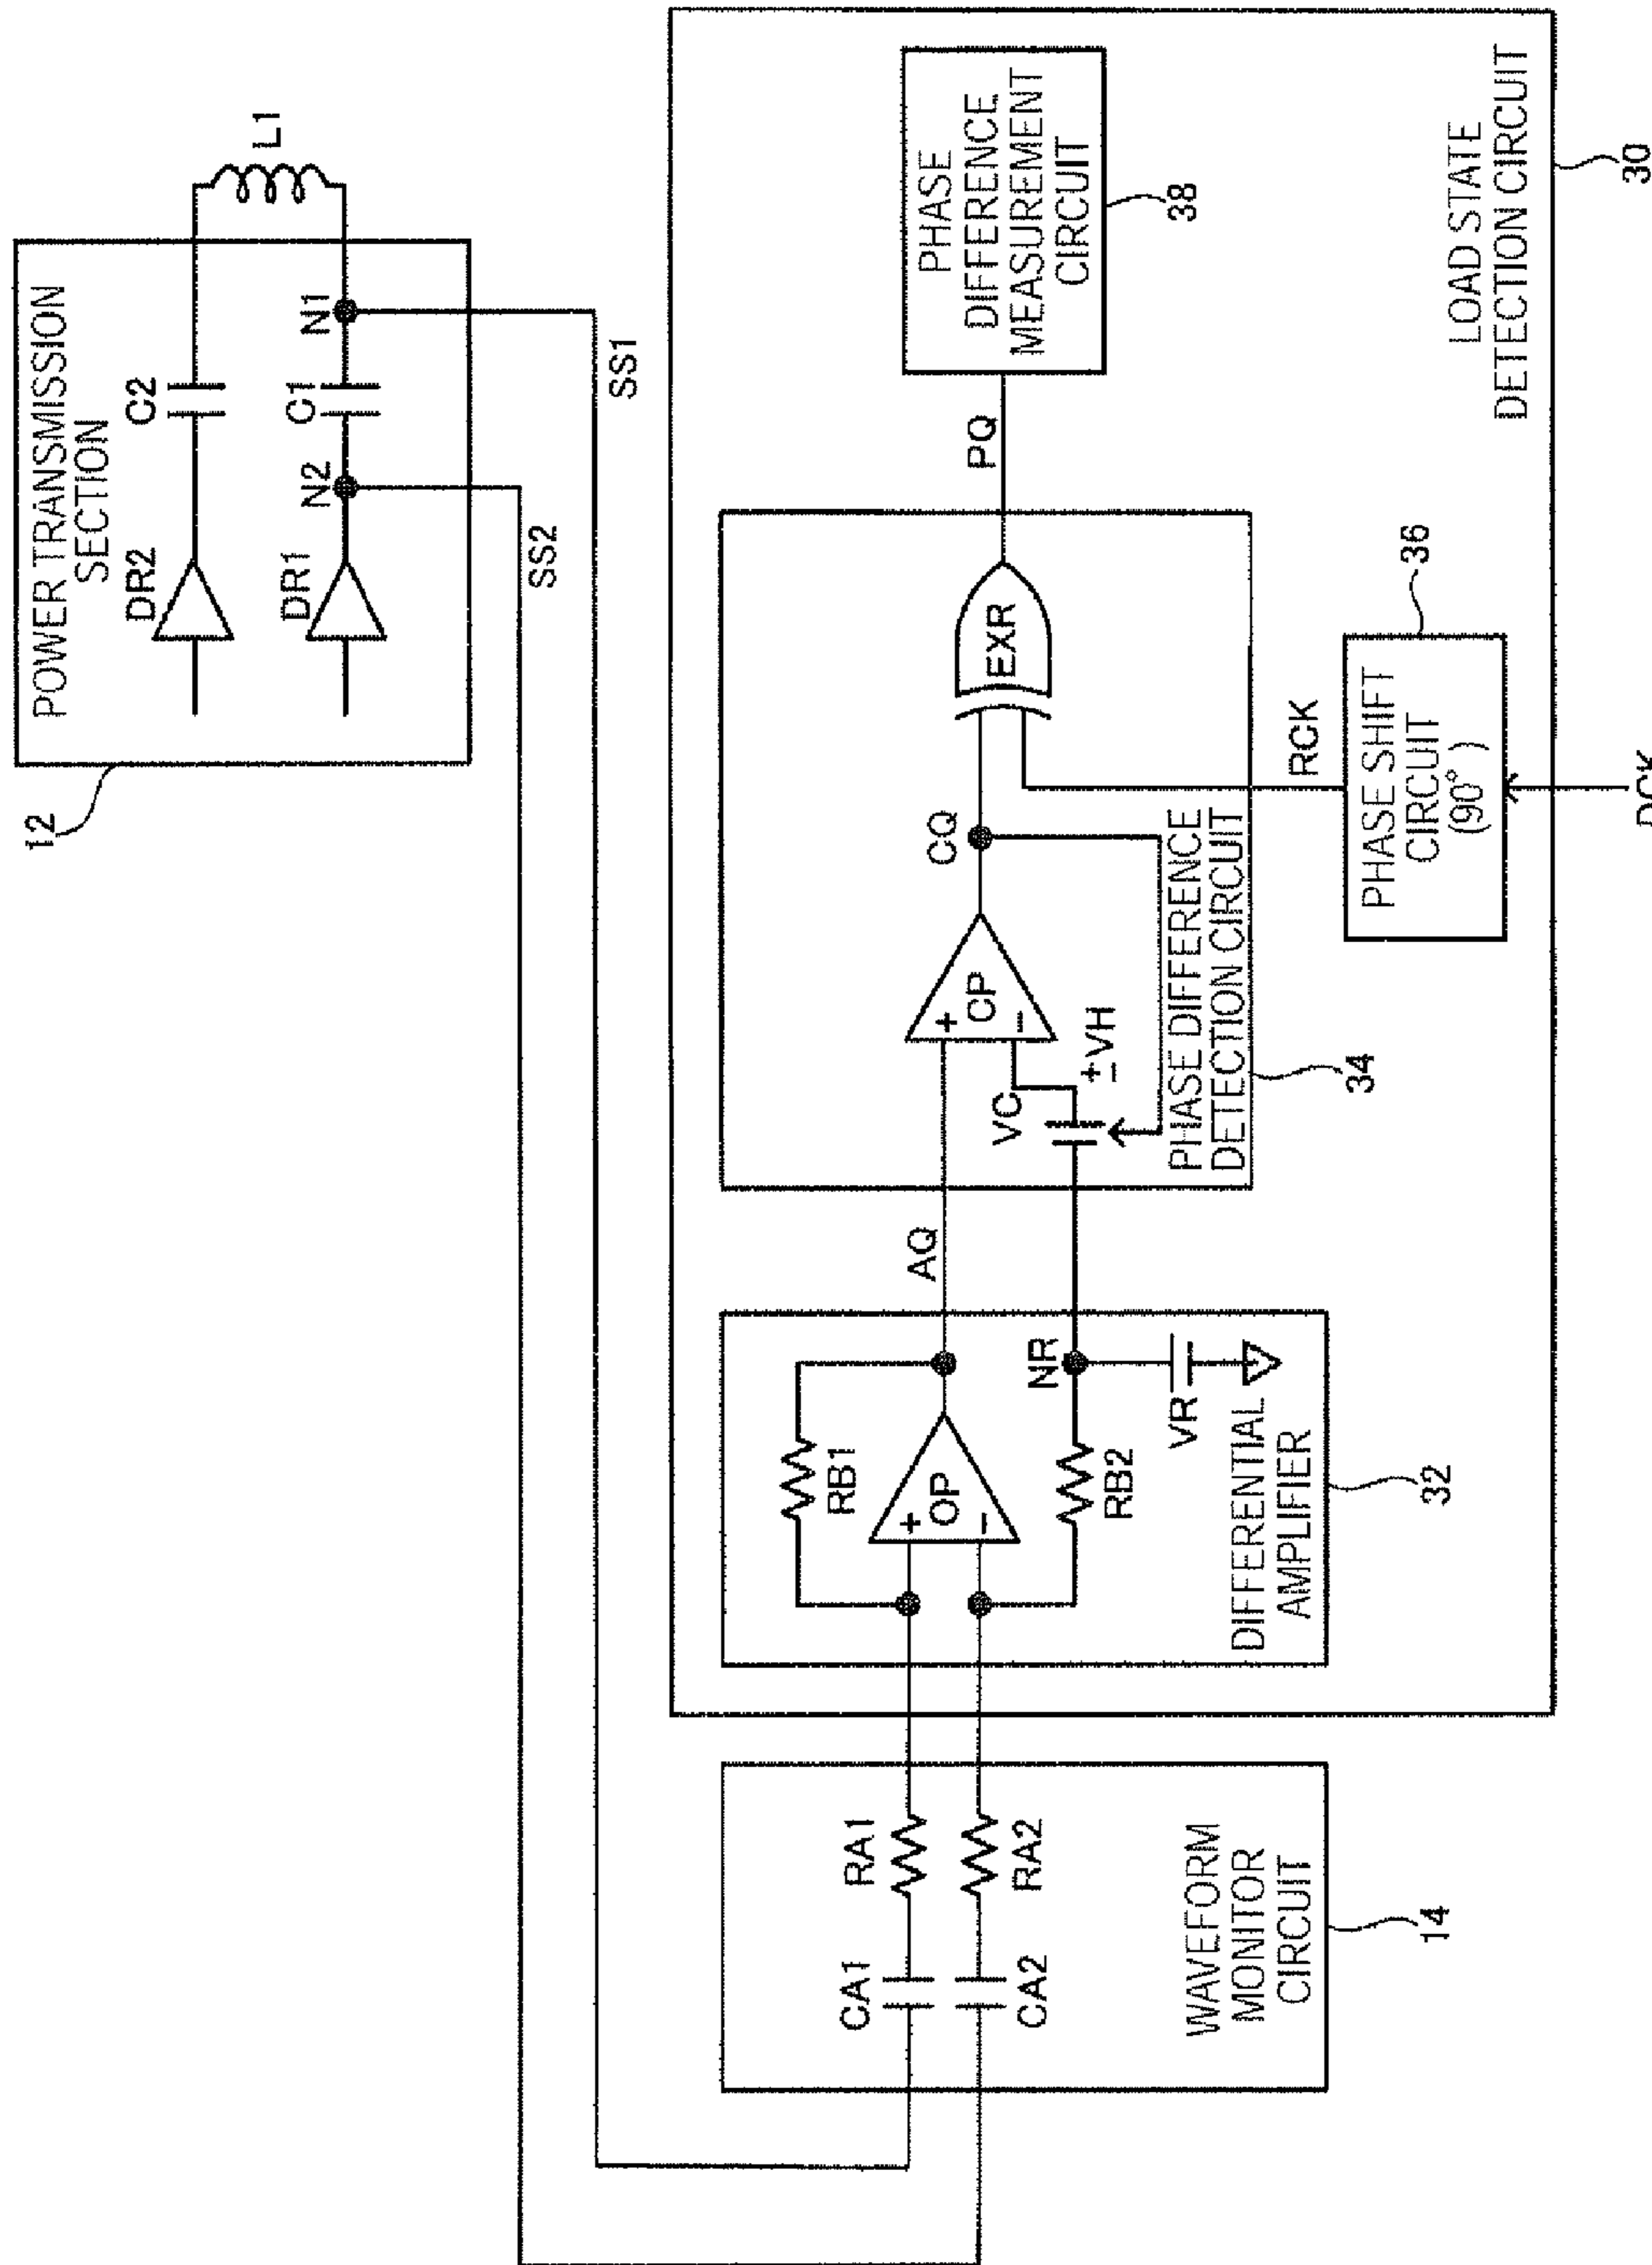 12
POWER TRANSMISSION
SECTION
DR2
C2
DR1
N2
C1
N1
L1
SS2
SS1
CA1
RA1
CA2
RA2
WAVEFORM
MONITOR
CIRCUIT
14
RB1
+
OP
−
NR
RB2
VR
DIFFERENTIAL
AMPLIFIER
32
AQ
VC
±VH
+
CP
−
CQ
EXR
PHASE DIFFERENCE
DETECTION CIRCUIT
34
PQ
PHASE
DIFFERENCE
MEASUREMENT
CIRCUIT
38
RCK
PHASE SHIFT
CIRCUIT
(90°)
36
DCK
LOAD STATE
DETECTION CIRCUIT
30